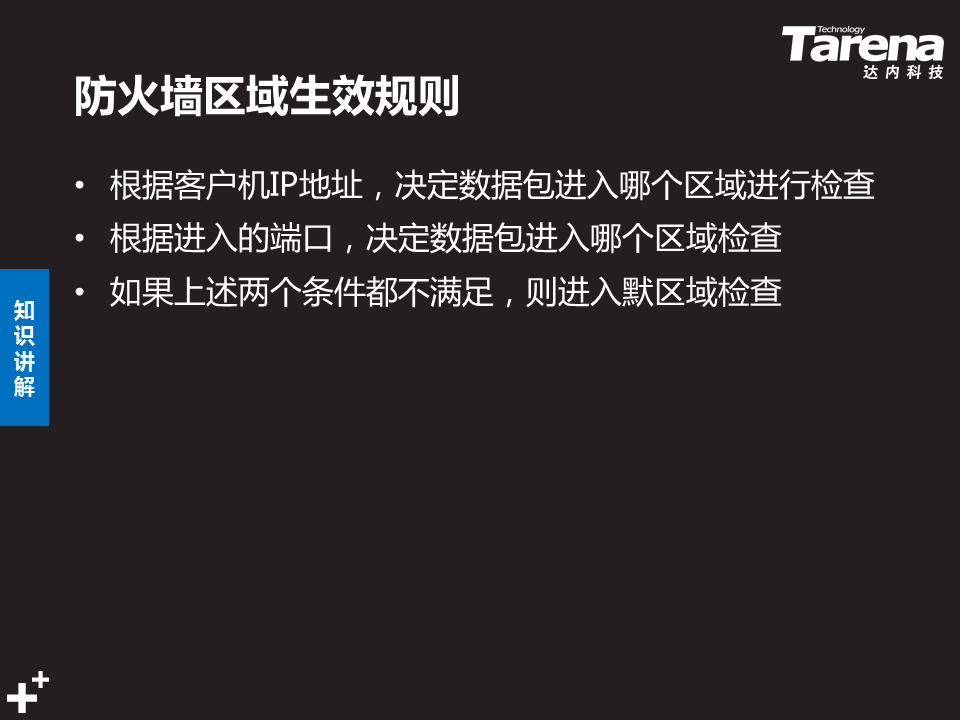 Technology
Tarena
达内科技
防火墙区域生效规则
• 根据客户机IP地址，决定数据包进入哪个区域进行检查
• 根据进入的端口，决定数据包进入哪个区域检查
• 如果上述两个条件都不满足，则进入默区域检查
知
识
讲
解